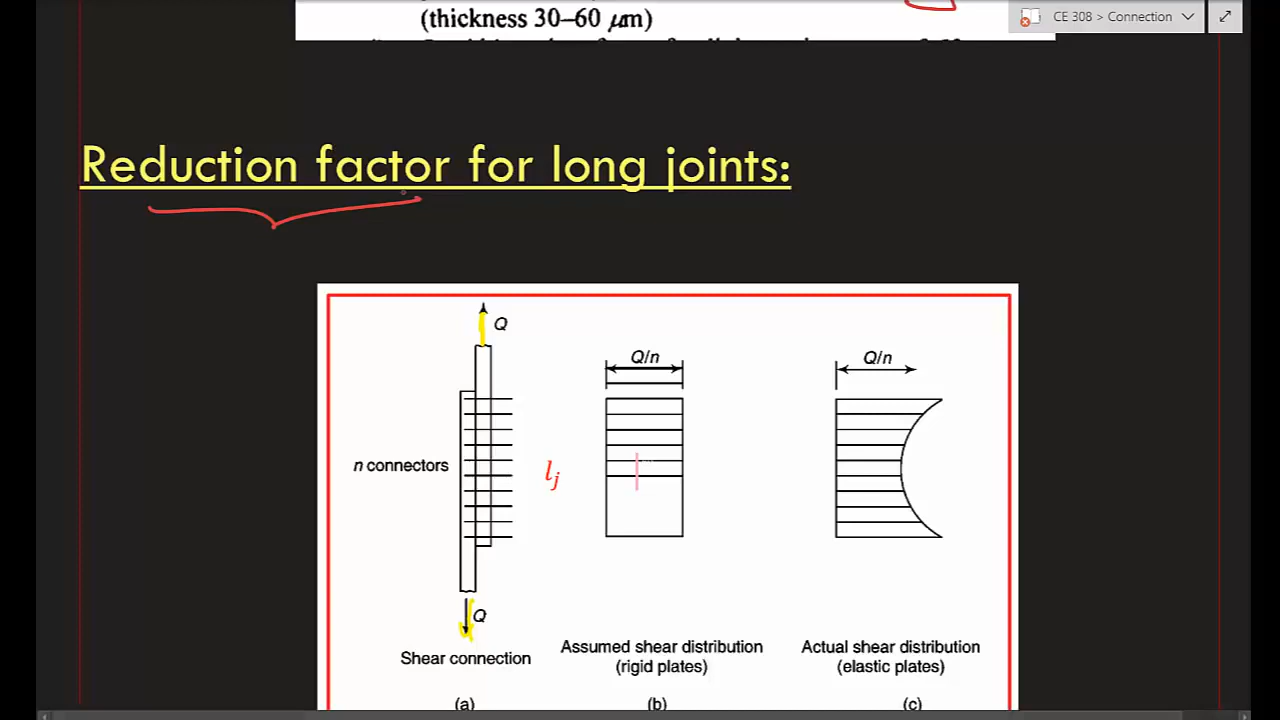 (thickness 30–60 μm)
CE 308 > Connection
Reduction factor for long joints:
Q
Q/n
Q/n
n connectors
l_j
Q
Shear connection
Assumed shear distribution
(rigid plates)
Actual shear distribution
(elastic plates)
(a)
(b)
(c)